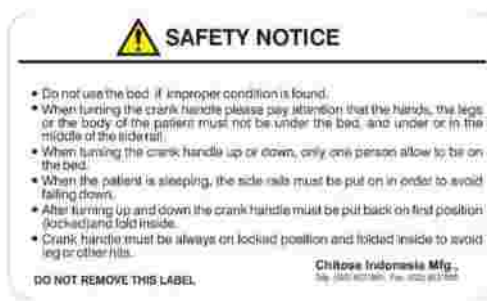 SAFETY NOTICE
• Do not use the bed if improper condition is found.
• When turning the crank handle please pay attention that the hands, the legs
or the body of the patient must not be under the bed, and under or in the
middle of the siderail.
• When turning the crank handle up or down, only one person allow to be on
the bed.
• When the patient is sleeping, the side rails must be put on in order to avoid
falling down.
• After turning up and down the crank handle must be put back on first position
(locked)and fold inside.
• Crank handle must be always on locked position and folded inside to avoid
leg or other hits.
Chitose Indonesia Mfg.,
DO NOT REMOVE THIS LABEL